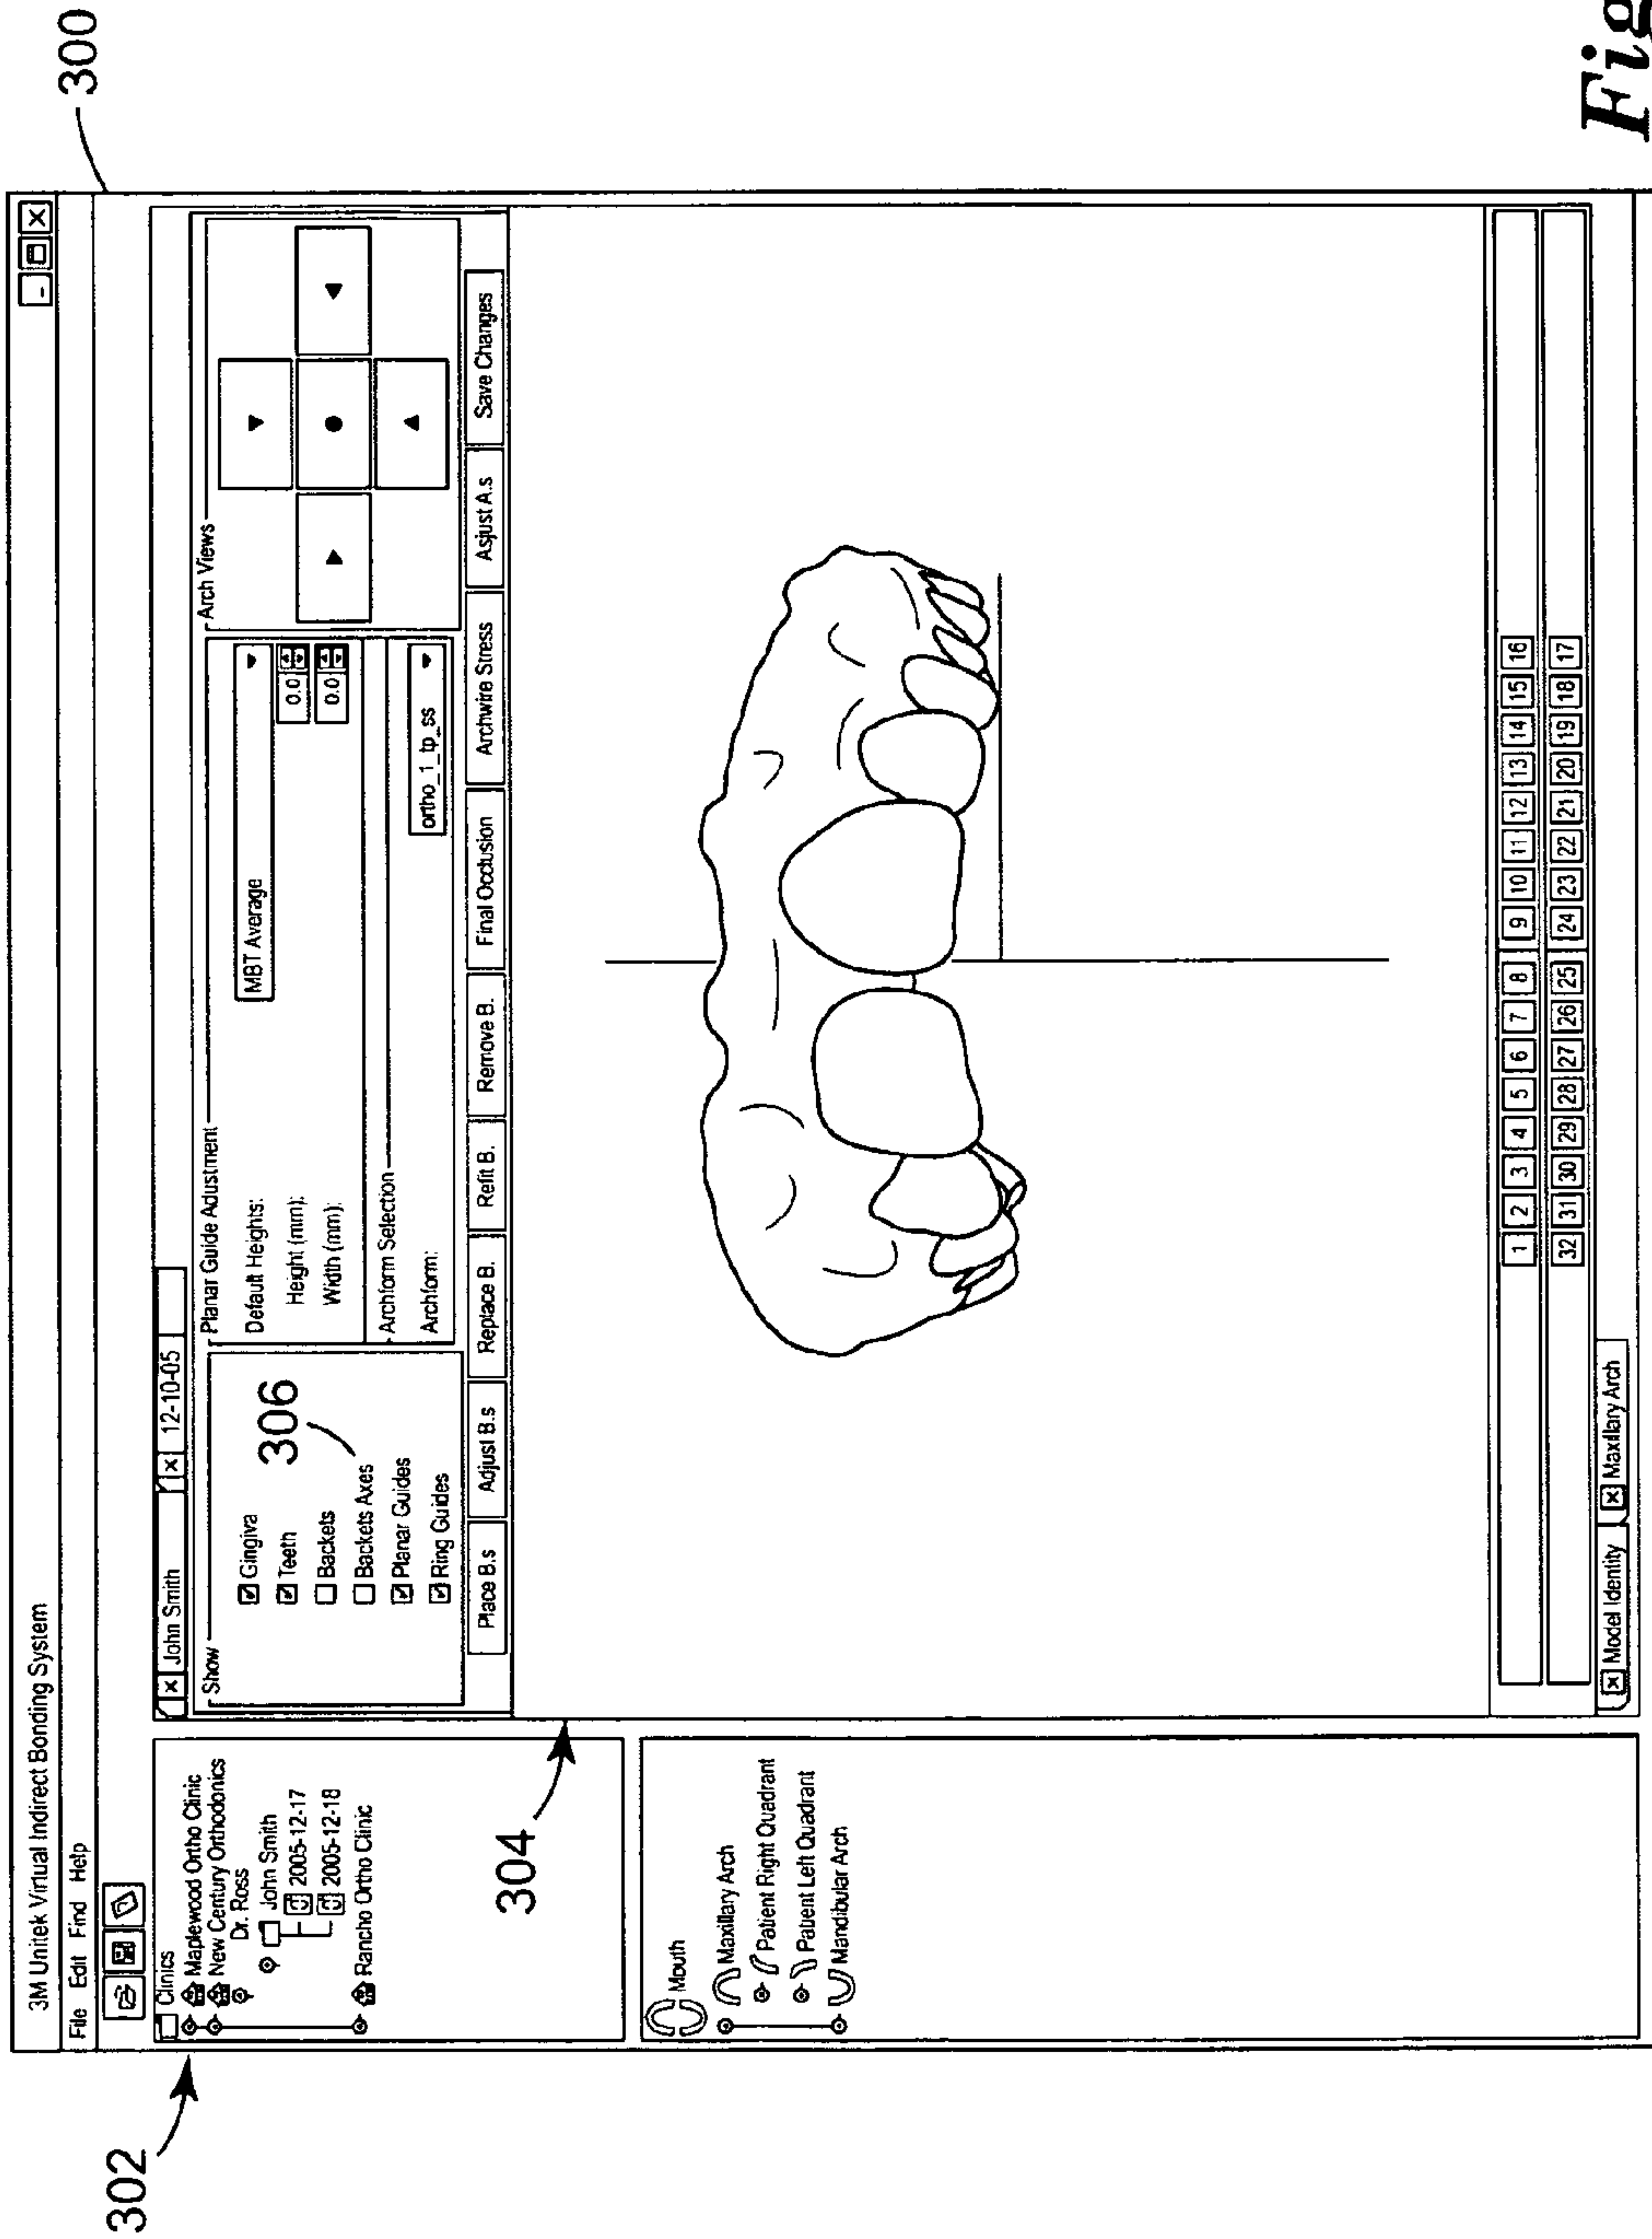 300
3M Unitek Virtual Indirect Bonding System
File Edit Find Help
302
Clinics
Maplewood Ortho Clinic
New Century Orthodonics
Dr. Ross
John Smith
2005-12-17
2005-12-18
Rancho Ortho Clinic
304
Mouth
Maxillary Arch
Patient Right Quadrant
Patient Left Quadrant
Mandibular Arch
John Smith 12-10-05
Show
Gingiva
Teeth
Backets
Backets Axes
Planar Guides
Ring Guides
306
Planar Guide Adustment
Default Heights: MBT Average
Height (mm): 0.0
Width (mm): 0.0
Archform Selection
Archform: ortho_1_tp_ss
Arch Views
Place B.s Adjust B.s Replace B. Refit B. Remove B. Final Occlusion Archwire Stress Asjust A.s Save Changes
1 2 3 4 5 6 7 8 9 10 11 12 13 14 15 16
32 31 30 29 28 27 26 25 24 23 22 21 20 19 18 17
Model Identity Maxillary Arch
Fig